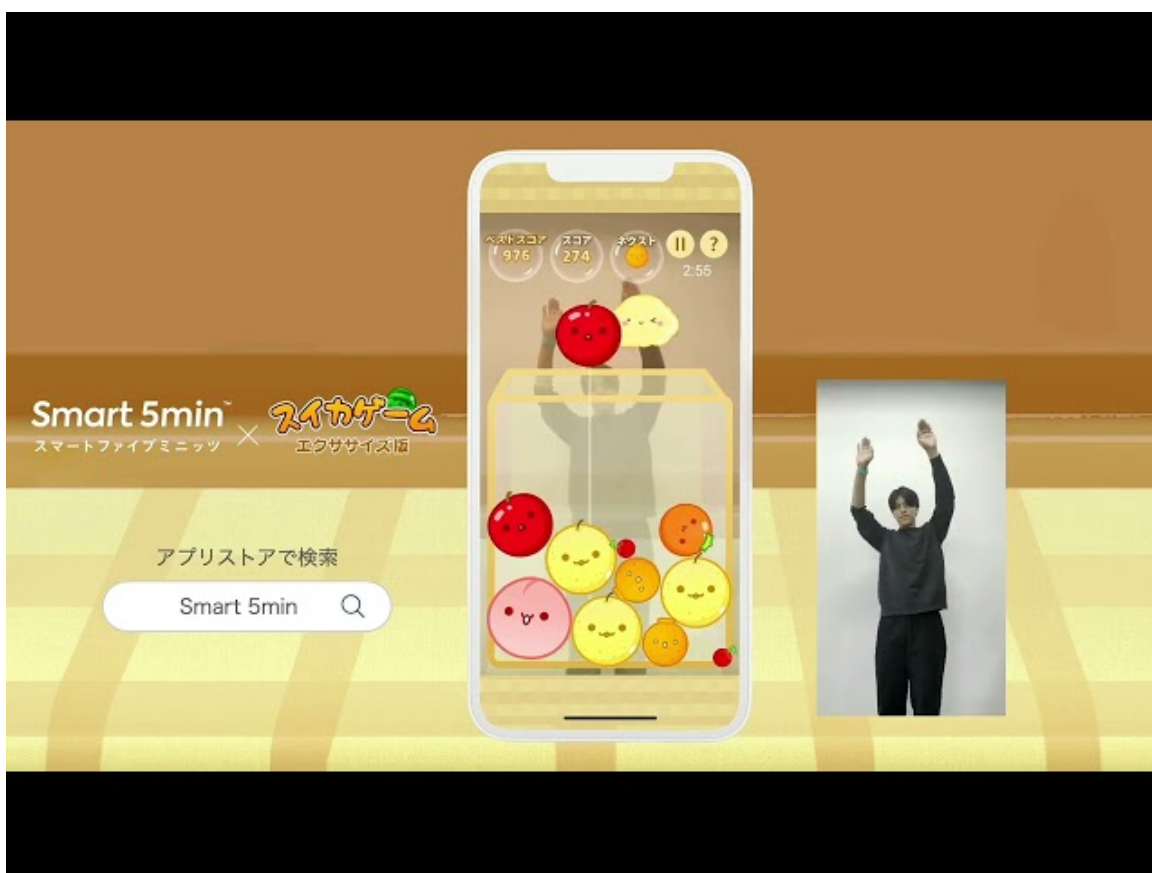 Smart 5min™
スマートファイブミニッツ
×
スイカゲーム
エクササイズ版
アプリストアで検索
Smart 5min
ベストスコア
976
スコア
274
ネクスト
?
2:55